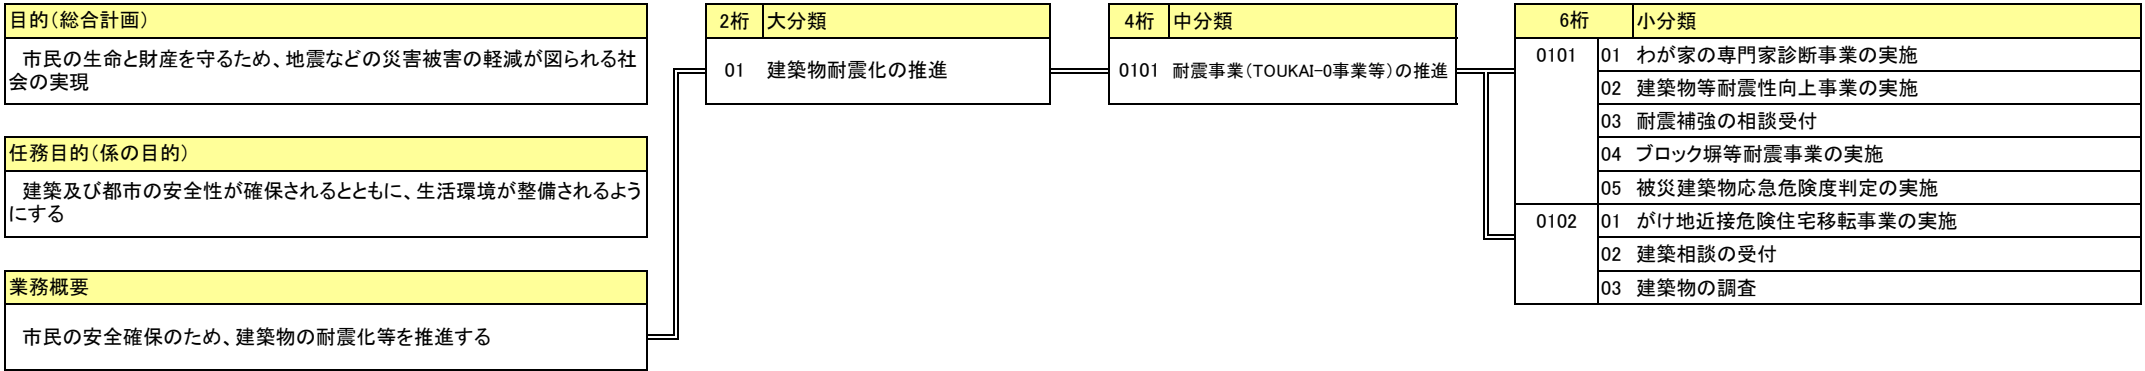 目的(総合計画)
市民の生命と財産を守るため、地震などの災害被害の軽減が図られる社
会の実現
任務目的(係の目的)
建築及び都市の安全性が確保されるとともに、生活環境が整備されるよう
にする
業務概要
市民の安全確保のため、建築物の耐震化等を推進する
2桁 大分類
01 建築物耐震化の推進
4桁 中分類
0101 耐震事業(TOUKAI-0事業等)の推進
6桁 小分類
0101 01 わが家の専門家診断事業の実施
02 建築物等耐震性向上事業の実施
03 耐震補強の相談受付
04 ブロック塀等耐震事業の実施
05 被災建築物応急危険度判定の実施
0102 01 がけ地近接危険住宅移転事業の実施
02 建築相談の受付
03 建築物の調査